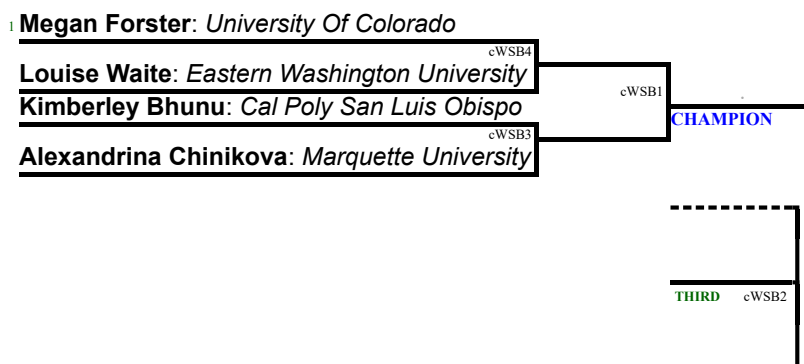 1 Megan Forster: University Of Colorado
cWSB4
Louise Waite: Eastern Washington University
cWSB1
Kimberley Bhunu: Cal Poly San Luis Obispo
CHAMPION
cWSB3
Alexandrina Chinikova: Marquette University
THIRD cWSB2